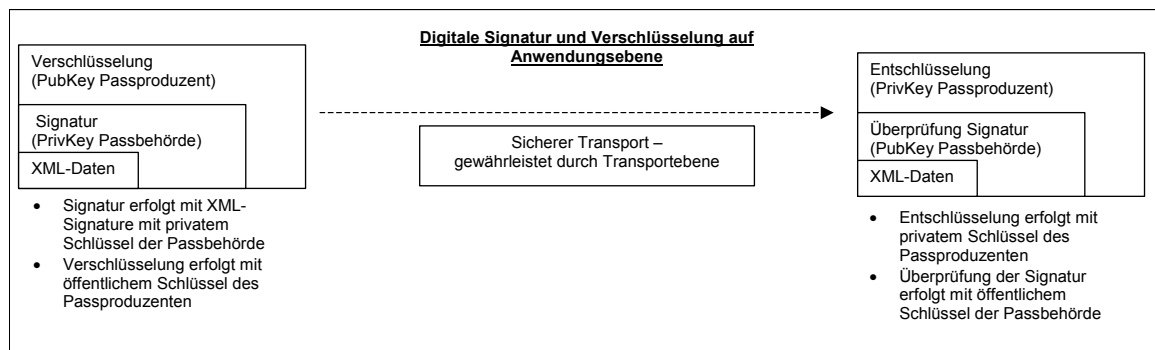 Digitale Signatur und Verschlüsselung auf
Anwendungsebene
Verschlüsselung
(PubKey Passproduzent)
Signatur
(PrivKey Passbehörde)
XML-Daten
• Signatur erfolgt mit XML-
Signature mit privatem
Schlüssel der Passbehörde
• Verschlüsselung erfolgt mit
öffentlichem Schlüssel des
Passproduzenten
Sicherer Transport –
gewährleistet durch Transportebene
Entschlüsselung
(PrivKey Passproduzent)
Überprüfung Signatur
(PubKey Passbehörde)
XML-Daten
• Entschlüsselung erfolgt mit
privatem Schlüssel des
Passproduzenten
• Überprüfung der Signatur
erfolgt mit öffentlichem
Schlüssel der Passbehörde